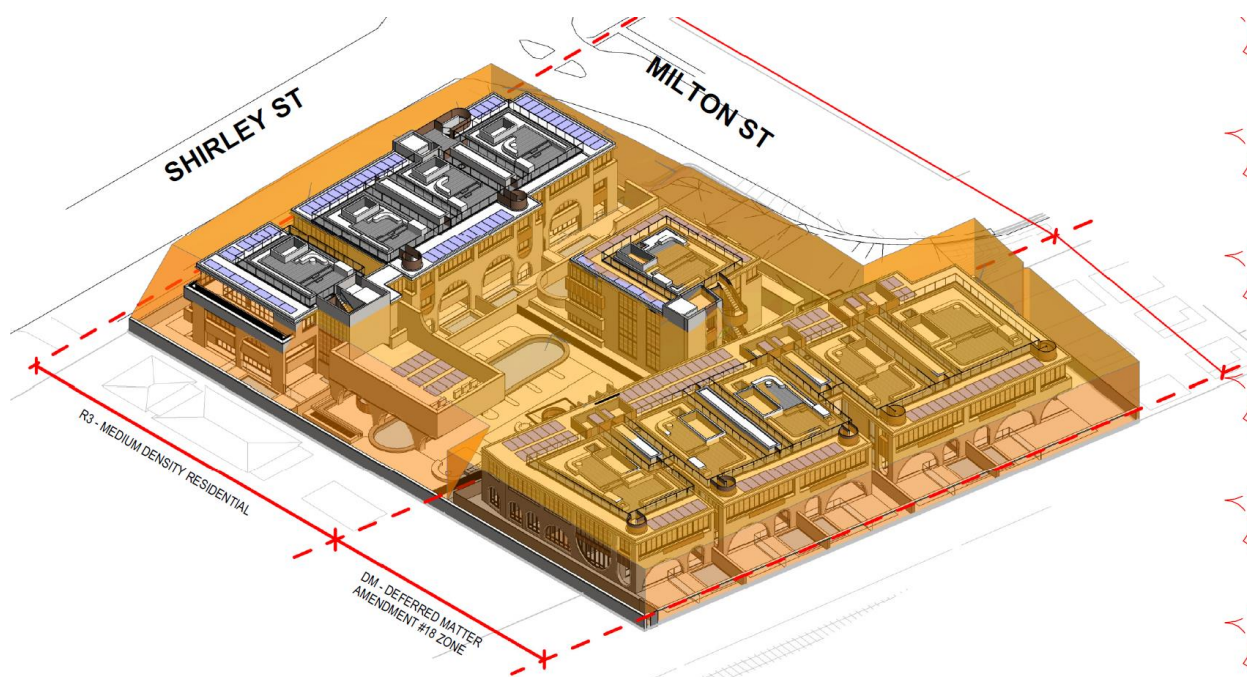 SHIRLEY ST
MILTON ST
R3 - MEDIUM DENSITY RESIDENTIAL
DM - DEFERRED MATTER
AMENDMENT #18 ZONE